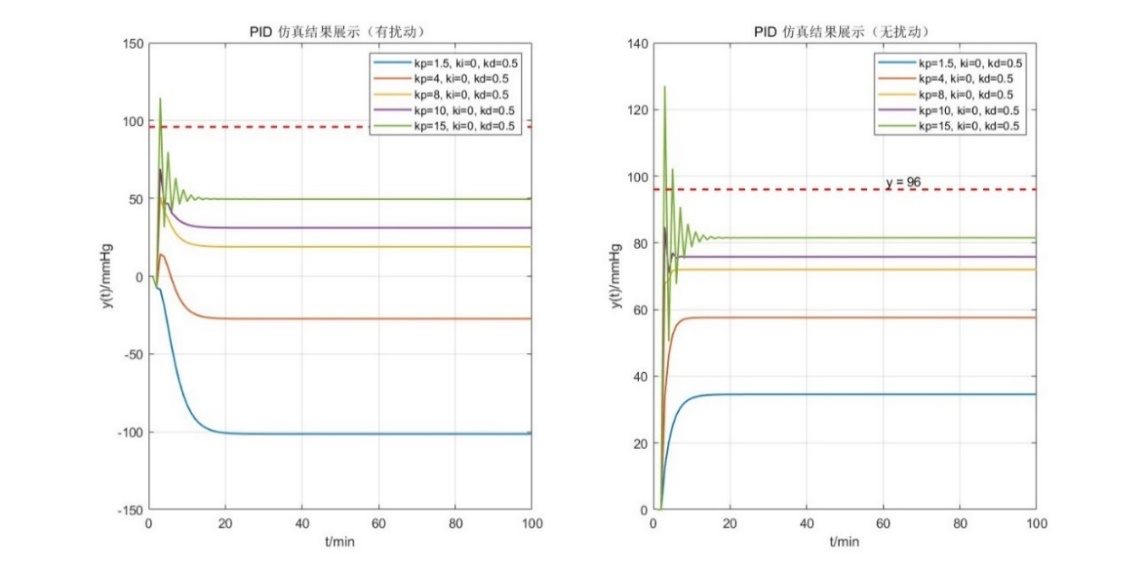 PID 仿真结果展示（有扰动）
150
100
50
0
-50
-100
-150
y(t)/mmHg
kp=1.5, ki=0, kd=0.5
kp=4, ki=0, kd=0.5
kp=8, ki=0, kd=0.5
kp=10, ki=0, kd=0.5
kp=15, ki=0, kd=0.5
0 20 40 60 80 100
t/min
PID 仿真结果展示（无扰动）
140
120
100
80
60
40
20
0
y(t)/mmHg
kp=1.5, ki=0, kd=0.5
kp=4, ki=0, kd=0.5
kp=8, ki=0, kd=0.5
kp=10, ki=0, kd=0.5
kp=15, ki=0, kd=0.5
y = 96
0 20 40 60 80 100
t/min